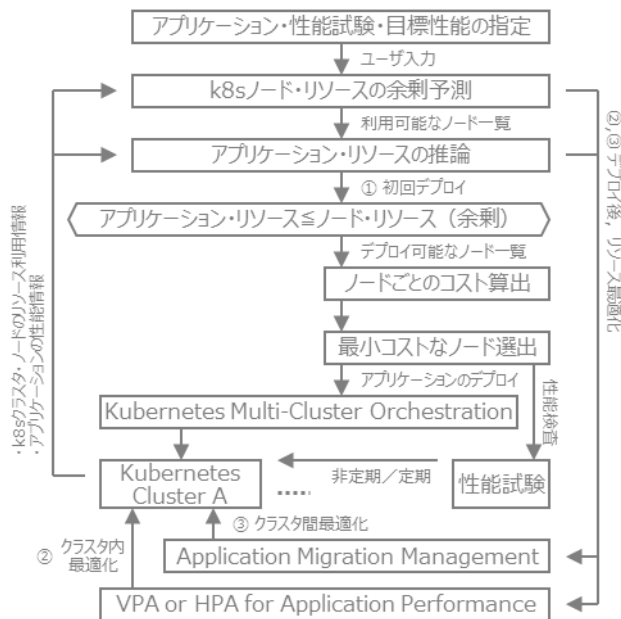 アプリケーション・性能試験・目標性能の指定
ユーザ入力
k8sノード・リソースの余剰予測
利用可能なノード一覧
アプリケーション・リソースの推論
① 初回デプロイ
アプリケーション・リソース≦ノード・リソース（余剰）
デプロイ可能なノード一覧
ノードごとのコスト算出
最小コストなノード選出
アプリケーションのデプロイ
性能検査
Kubernetes Multi-Cluster Orchestration
Kubernetes
Cluster A
.....
非定期／定期
性能試験
③ クラスタ間最適化
② クラスタ内
最適化
Application Migration Management
VPA or HPA for Application Performance
・k8sクラスタ・ノードのリソース利用情報
・アプリケーションの性能情報
②,③ デプロイ後，リソース最適化